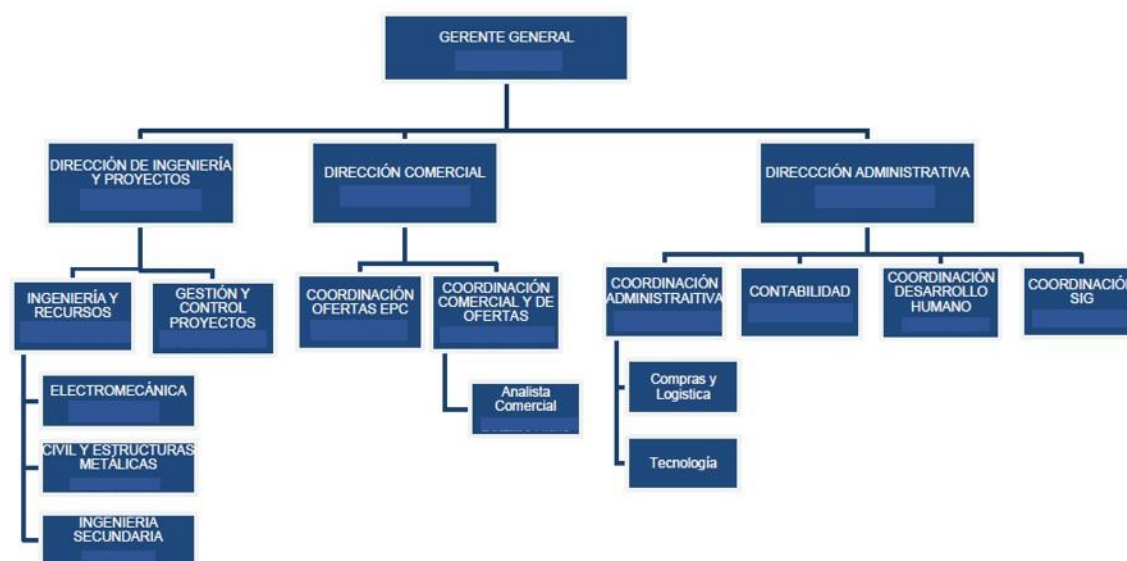 GERENTE GENERAL
DIRECCIÓN DE INGENIERÍA
Y PROYECTOS
DIRECCIÓN COMERCIAL
DIRECCCIÓN ADMINISTRATIVA
INGENIERÍA Y
RECURSOS
GESTIÓN Y
CONTROL
PROYECTOS
COORDINACIÓN
OFERTAS EPC
COORDINACIÓN
COMERCIAL Y DE
OFERTAS
COORDINACIÓN
ADMINISTRAITIVA
CONTABILIDAD
COORDINACIÓN
DESARROLLO
HUMANO
COORDINACIÓN
SIG
ELECTROMECÁNICA
CIVIL Y ESTRUCTURAS
METÁLICAS
INGENIERIA
SECUNDARIA
Analista
Comercial
Compras y
Logistica
Tecnología